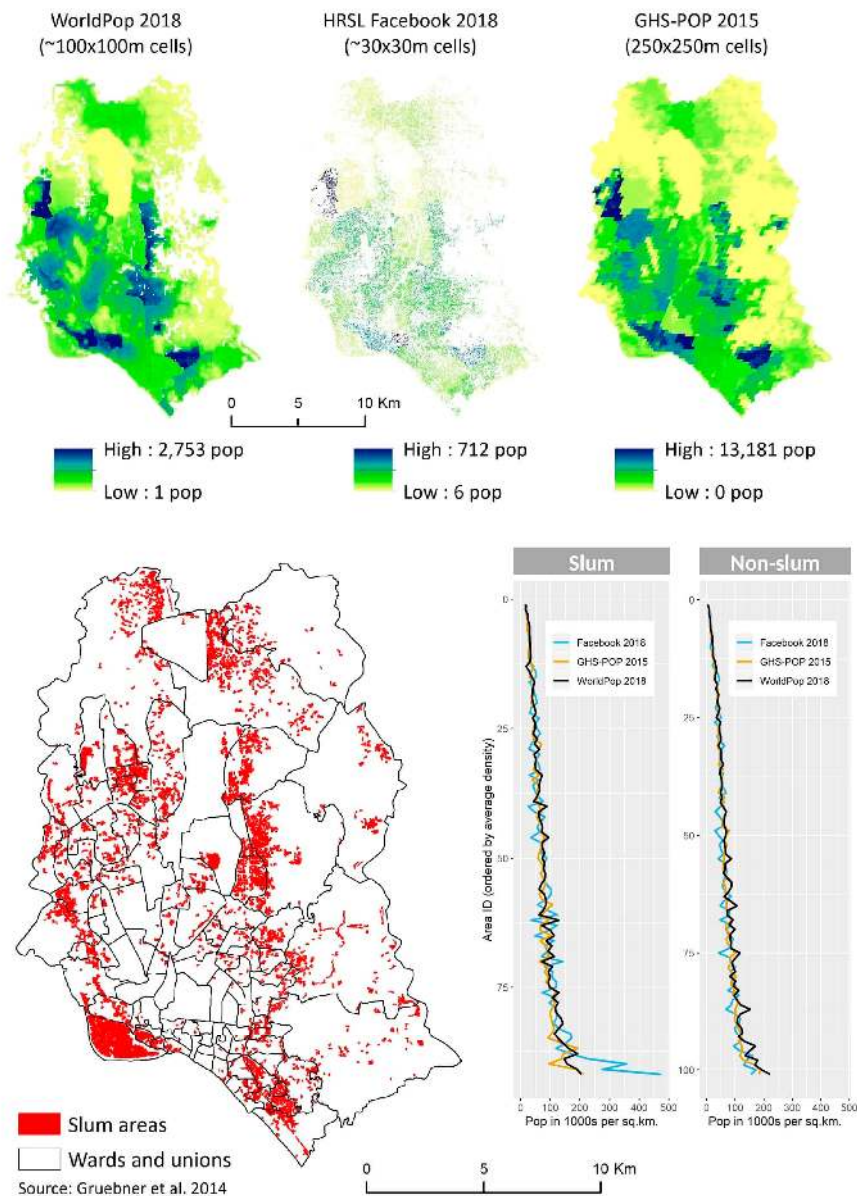 WorldPop 2018
(~100x100m cells)
HRSL Facebook 2018
(~30x30m cells)
GHS-POP 2015
(250x250m cells)
0 5 10 Km
High : 2,753 pop
Low : 1 pop
High : 712 pop
Low : 6 pop
High : 13,181 pop
Low : 0 pop
Slum areas
Wards and unions
Source: Gruebner et al. 2014
0 5 10 Km
Slum
Area ID (ordered by average density)
0
25
50
75
Facebook 2018
GHS-POP 2015
WorldPop 2018
0 100 200 300 400 500
Pop in 1000s per sq.km.
Non-slum
0
25
50
75
100
Facebook 2018
GHS-POP 2015
WorldPop 2018
0 100 200 300 400 500
Pop in 1000s per sq.km.